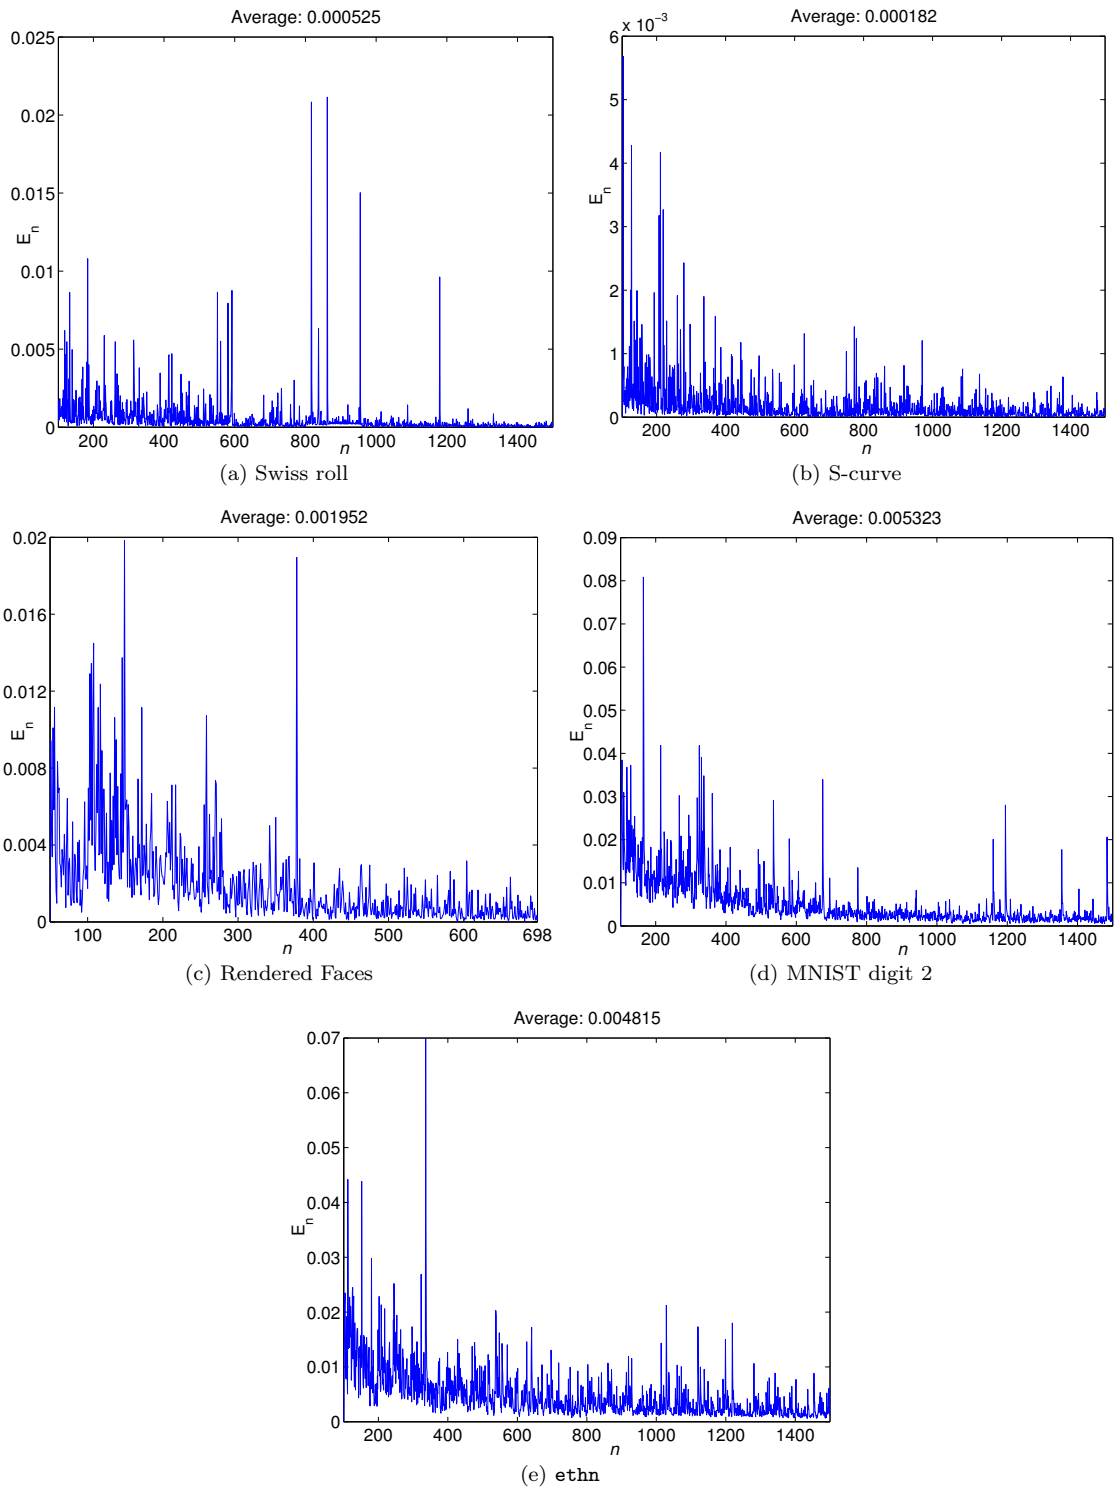 Average: 0.000525
0.025
0.02
0.015
0.01
0.005
0
E_n
200 400 600 800 1000 1200 1400
n
(a) Swiss roll
Average: 0.000182
6 x 10^-3
5
4
3
2
1
0
E_n
200 400 600 800 1000 1200 1400
n
(b) S-curve
Average: 0.001952
0.02
0.016
0.012
0.008
0.004
0
E_n
100 200 300 400 500 600 698
n
(c) Rendered Faces
Average: 0.005323
0.09
0.08
0.07
0.06
0.05
0.04
0.03
0.02
0.01
0
E_n
200 400 600 800 1000 1200 1400
n
(d) MNIST digit 2
Average: 0.004815
0.07
0.06
0.05
0.04
0.03
0.02
0.01
0
E_n
200 400 600 800 1000 1200 1400
n
(e) ethn